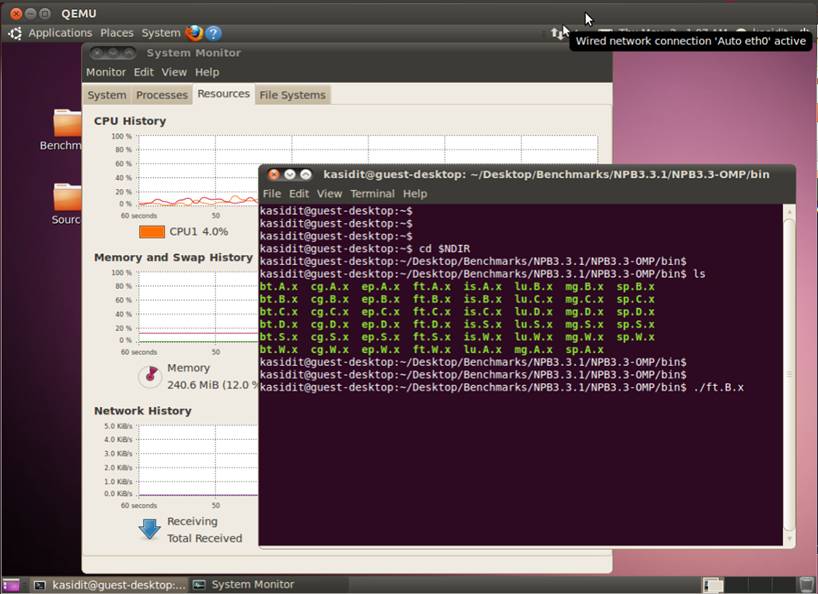 QEMU
Applications Places System
Wired network connection 'Auto eth0' active
System Monitor
Monitor Edit View Help
System Processes Resources File Systems
CPU History
100 %
80 %
60 %
40 %
20 %
0 %
60 seconds 50
CPU1 4.0%
Memory and Swap History
100 %
80 %
60 %
40 %
20 %
0 %
60 seconds 50
Memory
240.6 MiB (12.0 %
Network History
5.0 KiB/s
4.0 KiB/s
3.0 KiB/s
2.0 KiB/s
1.0 KiB/s
0.0 KiB/s
60 seconds 50
Receiving
Total Received
Benchm
Sourc
kasidit@guest-desktop: ~/Desktop/Benchmarks/NPB3.3.1/NPB3.3-OMP/bin
File Edit View Terminal Help
kasidit@guest-desktop:~$
kasidit@guest-desktop:~$
kasidit@guest-desktop:~$
kasidit@guest-desktop:~$ cd $NDIR
kasidit@guest-desktop:~/Desktop/Benchmarks/NPB3.3.1/NPB3.3-OMP/bin$
kasidit@guest-desktop:~/Desktop/Benchmarks/NPB3.3.1/NPB3.3-OMP/bin$ ls
bt.A.x cg.A.x ep.A.x ft.A.x is.A.x lu.B.x mg.B.x sp.B.x
bt.B.x cg.B.x ep.B.x ft.B.x is.B.x lu.C.x mg.C.x sp.C.x
bt.C.x cg.C.x ep.C.x ft.C.x is.C.x lu.D.x mg.D.x sp.D.x
bt.D.x cg.D.x ep.D.x ft.D.x is.S.x lu.S.x mg.S.x sp.S.x
bt.S.x cg.S.x ep.S.x ft.S.x is.W.x lu.W.x mg.W.x sp.W.x
bt.W.x cg.W.x ep.W.x ft.W.x lu.A.x mg.A.x sp.A.x
kasidit@guest-desktop:~/Desktop/Benchmarks/NPB3.3.1/NPB3.3-OMP/bin$
kasidit@guest-desktop:~/Desktop/Benchmarks/NPB3.3.1/NPB3.3-OMP/bin$
kasidit@guest-desktop:~/Desktop/Benchmarks/NPB3.3.1/NPB3.3-OMP/bin$ ./ft.B.x
kasidit@guest-desktop:... System Monitor